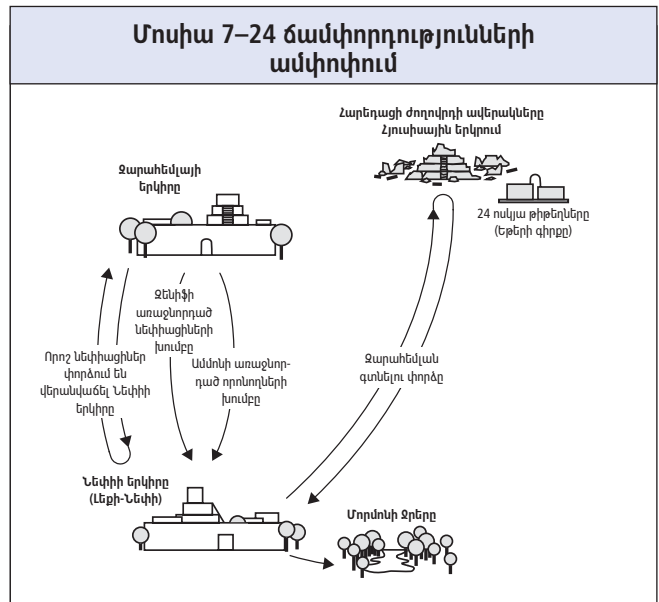 Մոսիա 7–24 ճամփորդությունների
ամփոփում
Հարեդացի ժողովրդի ավերակները
Հյուսիսային երկրում
Զարահեմլայի
երկիրը
24 ոսկյա թիթեղները
(Եթերի գիրքը)
Զենիֆի
առաջնորդած
նեփիացիների
խումբը
Որոշ նեփիացիներ
փորձում են
վերանվաճել Նեփիի
երկիրը
Ամմոնի առաջնոր-
դած որոնողների
խումբը
Զարահեմլան
գտնելու փորձը
Նեփիի երկիրը
(Լեքի-Նեփի)
Մորմոնի Ջրերը